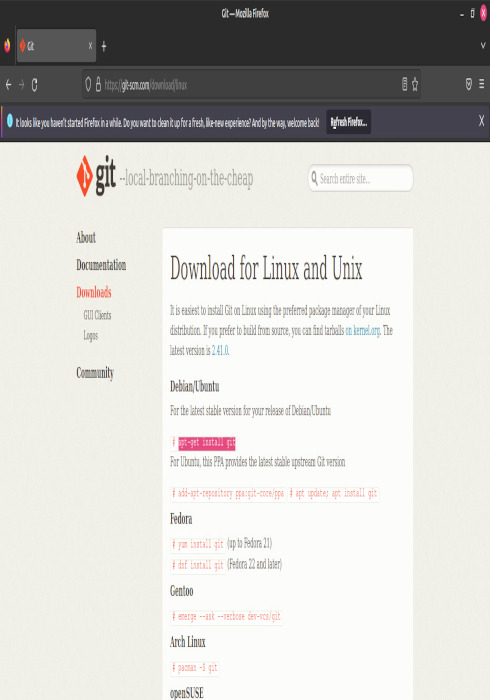 Git — Mozilla Firefox
Git
https://git-scm.com/download/linux
It looks like you haven't started Firefox in a while. Do you want to clean it up for a fresh, like-new experience? And by the way, welcome back! Refresh Firefox...
git --local-branching-on-the-cheap
Search entire site...
About
Documentation
Downloads
GUI Clients
Logos
Community
Download for Linux and Unix
It is easiest to install Git on Linux using the preferred package manager of your Linux
distribution. If you prefer to build from source, you can find tarballs on kernel.org. The
latest version is 2.41.0.
Debian/Ubuntu
For the latest stable version for your release of Debian/Ubuntu
# apt-get install git
For Ubuntu, this PPA provides the latest stable upstream Git version
# add-apt-repository ppa:git-core/ppa # apt update; apt install git
Fedora
# yum install git (up to Fedora 21)
# dnf install git (Fedora 22 and later)
Gentoo
# emerge --ask --verbose dev-vcs/git
Arch Linux
# pacman -S git
openSUSE